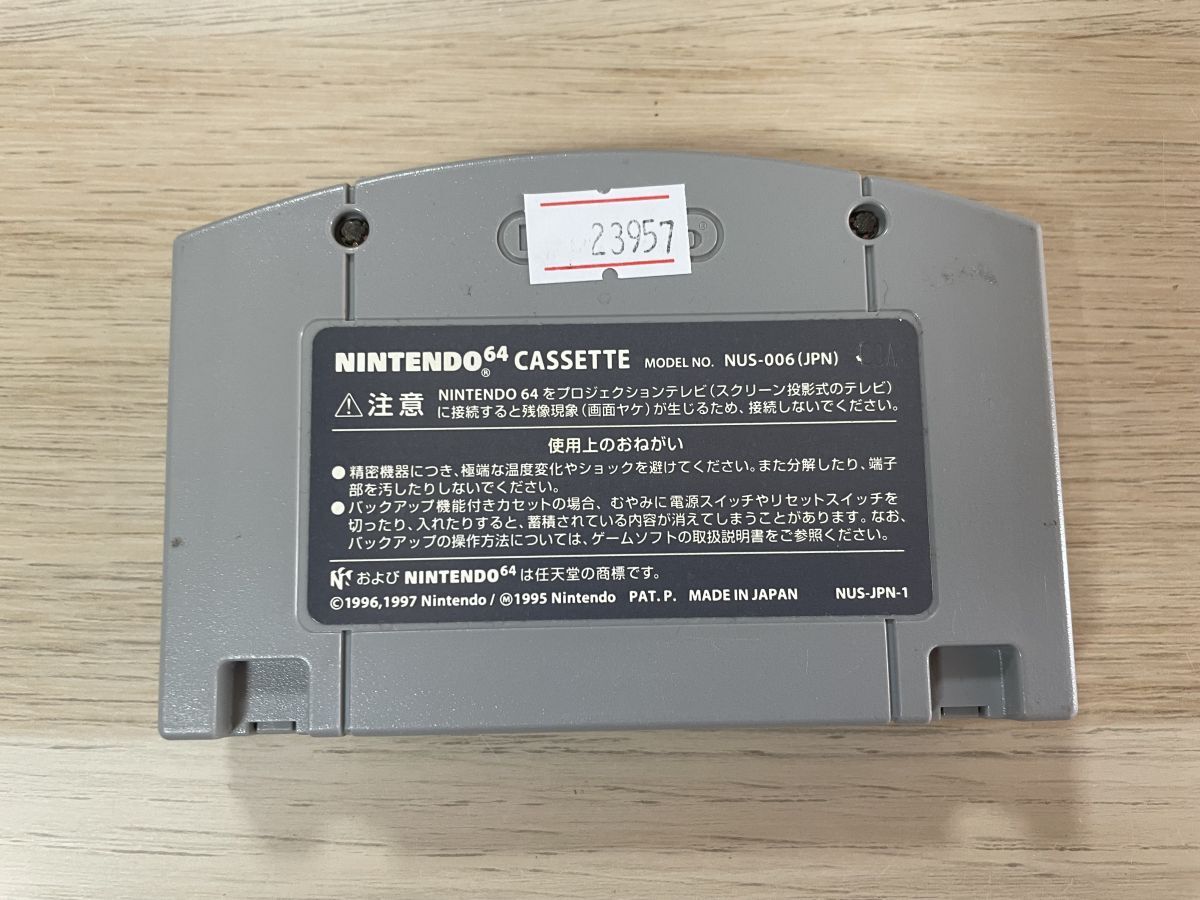 23957
NINTENDO64® CASSETTE MODEL NO. NUS-006(JPN)
⚠注意 NINTENDO 64 をプロジェクションテレビ(スクリーン投影式のテレビ)
に接続すると残像現象(画面ヤケ)が生じるため、接続しないでください。
使用上のおねがい
●精密機器につき、極端な温度変化やショックを避けてください。また分解したり、端子
部を汚したりしないでください。
●バックアップ機能付きカセットの場合、むやみに電源スイッチやリセットスイッチを
切ったり、入れたりすると、蓄積されている内容が消えてしまうことがあります。なお、
バックアップの操作方法については、ゲームソフトの取扱説明書をご参照ください。
および NINTENDO64 は任天堂の商標です。
©1996,1997 Nintendo / Ⓜ1995 Nintendo PAT. P. MADE IN JAPAN NUS-JPN-1